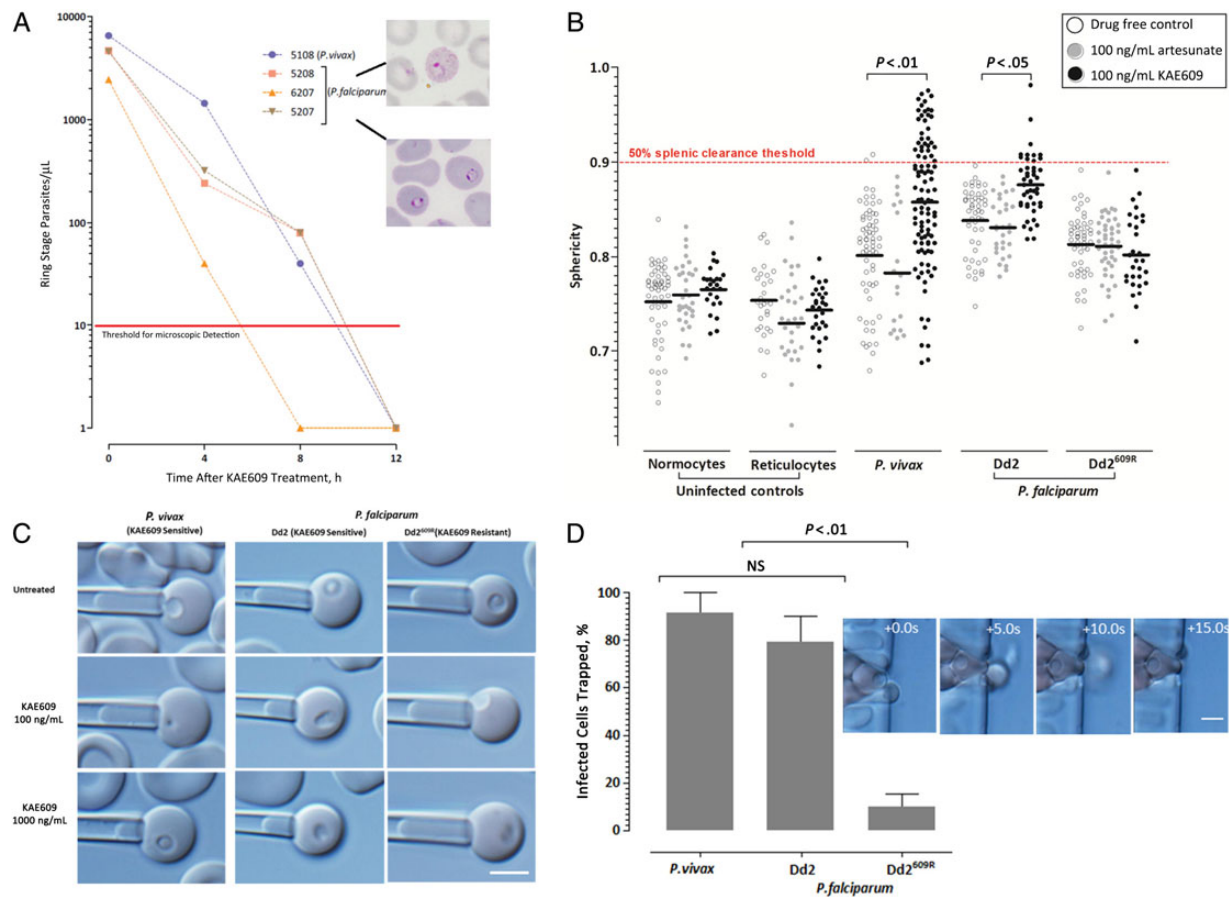 A
10000
1000
100
10
1
Ring Stage Parasites/µL
5108 (P.vivax)
5208
6207
5207
(P.falciparum
Threshold for microscopic Detection
0
4
8
12
Time After KAE609 Treatment, h
B
Drug free control
100 ng/mL artesunate
100 ng/mL KAE609
P < .01
P < .05
1.0
0.9
0.8
0.7
Sphericity
50% splenic clearance theshold
Normocytes
Reticulocytes
P. vivax
Dd2
Dd2609R
Uninfected controls
P. falciparum
C
P. vivax
(KAE609 Sensitive)
P. falciparum
Dd2 (KAE609 Sensitive)
Dd2609R(KAE609 Resistant)
Untreated
KAE609
100 ng/mL
KAE609
1000 ng/mL
D
P < .01
NS
100
80
60
40
20
0
Infected Cells Trapped, %
+0.0s
+5.0s
+10.0s
+15.0s
P.vivax
Dd2
Dd2609R
P.falciparum